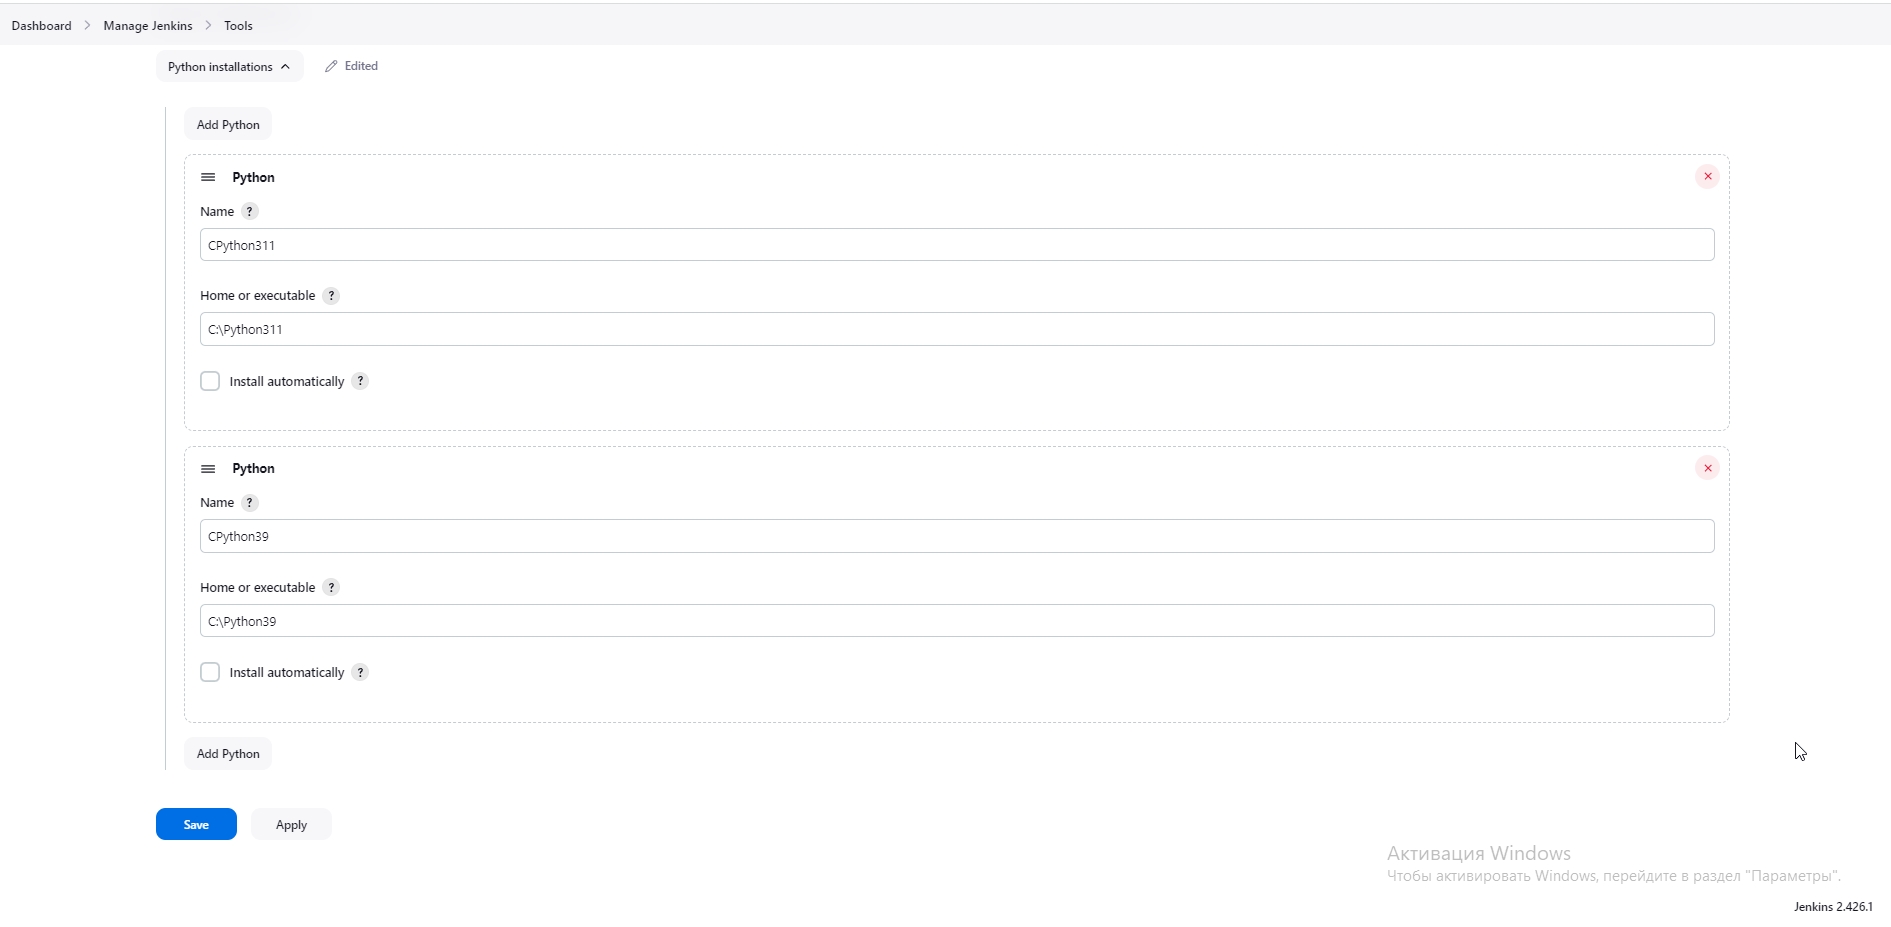 Dashboard > Manage Jenkins > Tools
Python installations Edited
Add Python
Python
Name ?
CPython311
Home or executable ?
C:\Python311
Install automatically ?
Python
Name ?
CPython39
Home or executable ?
C:\Python39
Install automatically ?
Add Python
Save Apply
Активация Windows
Чтобы активировать Windows, перейдите в раздел "Параметры".
Jenkins 2.426.1